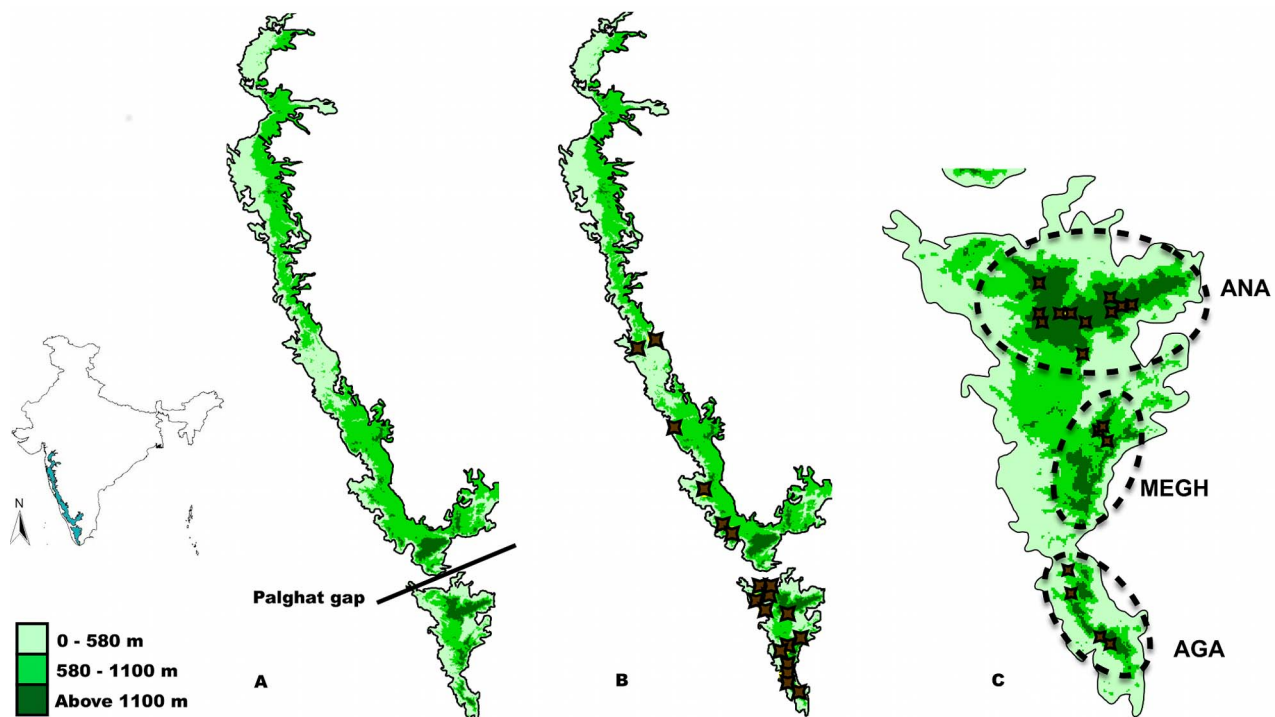 ANA
MEGH
N
Palghat gap
0 - 580 m
580 - 1100 m
Above 1100 m
AGA
A
B
C